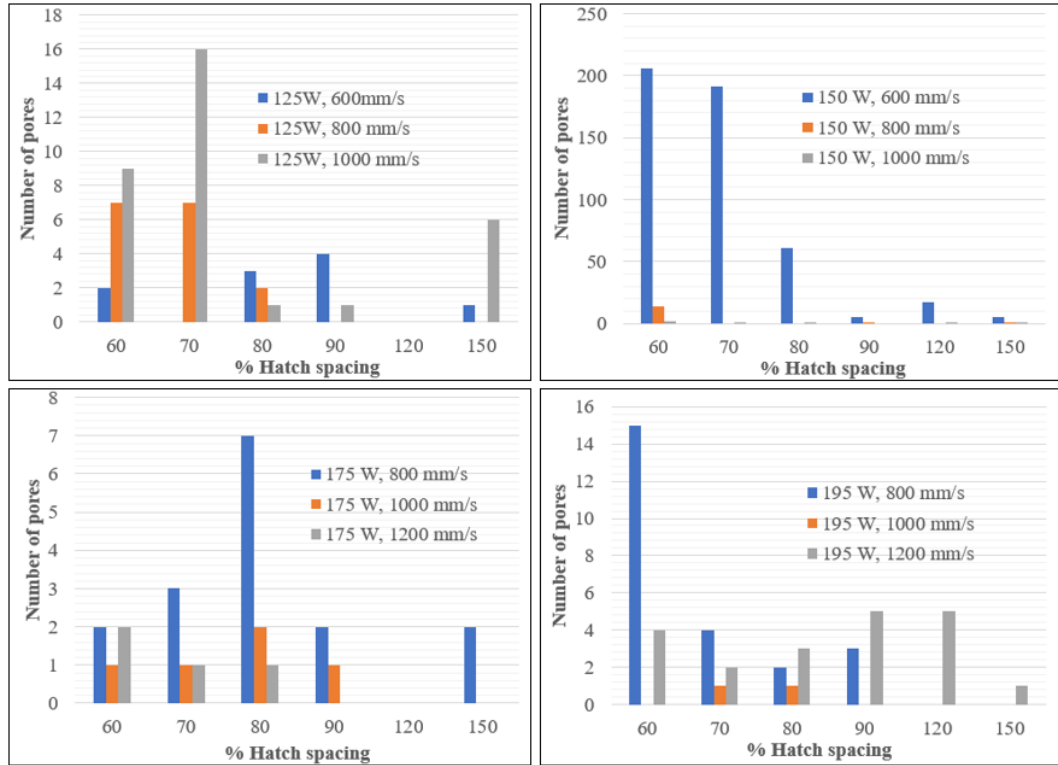 18
16
14
12
10
8
6
4
2
0
Number of pores
125W, 600mm/s
125W, 800 mm/s
125W, 1000 mm/s
60 70 80 90 120 150
% Hatch spacing
250
200
150
100
50
0
Number of pores
150 W, 600 mm/s
150 W, 800 mm/s
150 W, 1000 mm/s
60 70 80 90 120 150
% Hatch spacing
8
7
6
5
4
3
2
1
0
Number of pores
175 W, 800 mm/s
175 W, 1000 mm/s
175 W, 1200 mm/s
60 70 80 90 120 150
% Hatch spacing
16
14
12
10
8
6
4
2
0
Number of pores
195 W, 800 mm/s
195 W, 1000 mm/s
195 W, 1200 mm/s
60 70 80 90 120 150
% Hatch spacing